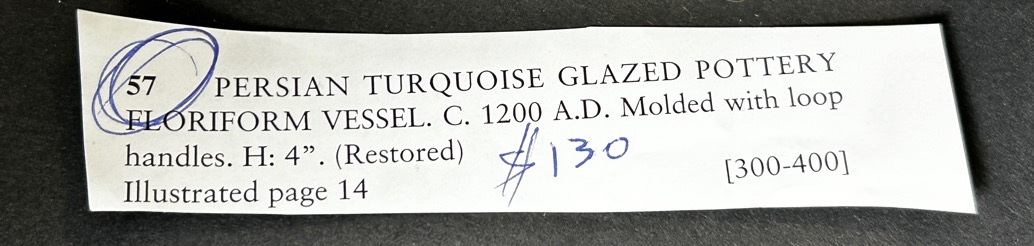 57 PERSIAN TURQUOISE GLAZED POTTERY
FLORIFORM VESSEL. C. 1200 A.D. Molded with loop
handles. H: 4”. (Restored) $130
[300-400]
Illustrated page 14